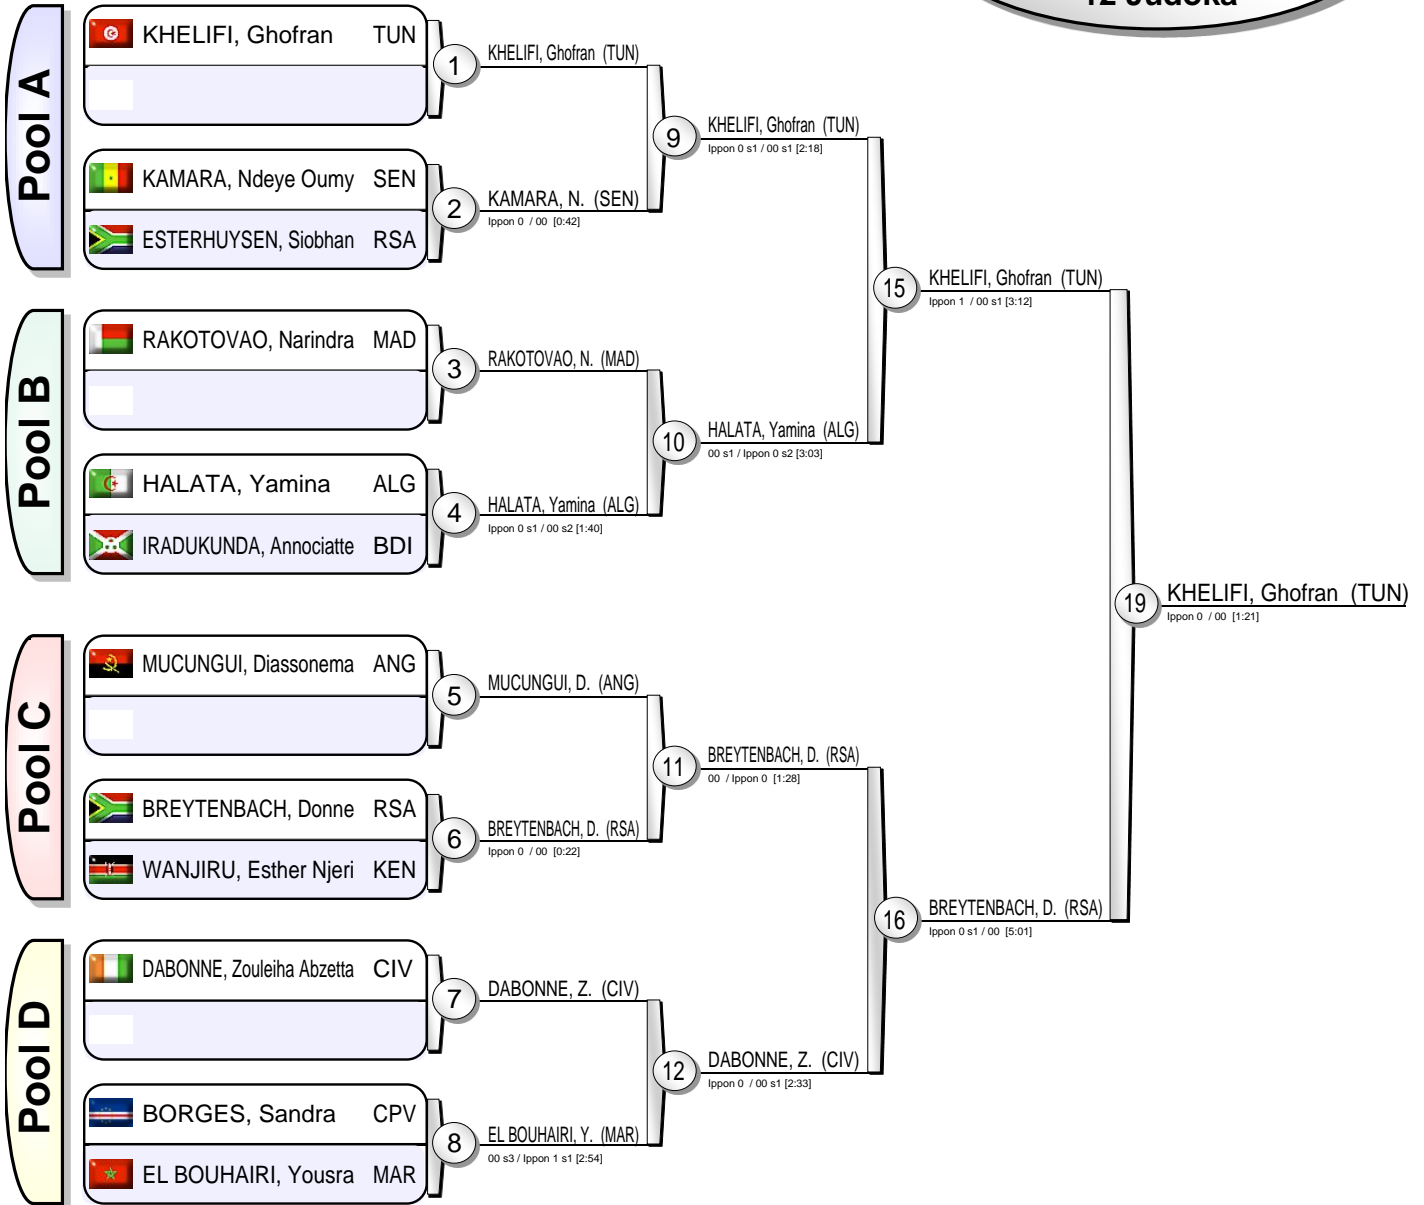 12 Judoka
Pool A
KHELIFI, Ghofran TUN
1
KHELIFI, Ghofran (TUN)
KAMARA, Ndeye Oumy SEN
ESTERHUYSEN, Siobhan RSA
2
KAMARA, N. (SEN)
Ippon 0 / 00 [0:42]
9
KHELIFI, Ghofran (TUN)
Ippon 0 s1 / 00 s1 [2:18]
Pool B
RAKOTOVAO, Narindra MAD
3
RAKOTOVAO, N. (MAD)
HALATA, Yamina ALG
IRADUKUNDA, Annociatte BDI
4
HALATA, Yamina (ALG)
Ippon 0 s1 / 00 s2 [1:40]
10
HALATA, Yamina (ALG)
00 s1 / Ippon 0 s2 [3:03]
15
KHELIFI, Ghofran (TUN)
Ippon 1 / 00 s1 [3:12]
Pool C
MUCUNGUI, Diassonema ANG
5
MUCUNGUI, D. (ANG)
BREYTENBACH, Donne RSA
WANJIRU, Esther Njeri KEN
6
BREYTENBACH, D. (RSA)
Ippon 0 / 00 [0:22]
11
BREYTENBACH, D. (RSA)
00 / Ippon 0 [1:28]
Pool D
DABONNE, Zouleiha Abzetta CIV
7
DABONNE, Z. (CIV)
BORGES, Sandra CPV
EL BOUHAIRI, Yousra MAR
8
EL BOUHAIRI, Y. (MAR)
00 s3 / Ippon 1 s1 [2:54]
12
DABONNE, Z. (CIV)
Ippon 0 / 00 s1 [2:33]
16
BREYTENBACH, D. (RSA)
Ippon 0 s1 / 00 [5:01]
19
KHELIFI, Ghofran (TUN)
Ippon 0 / 00 [1:21]